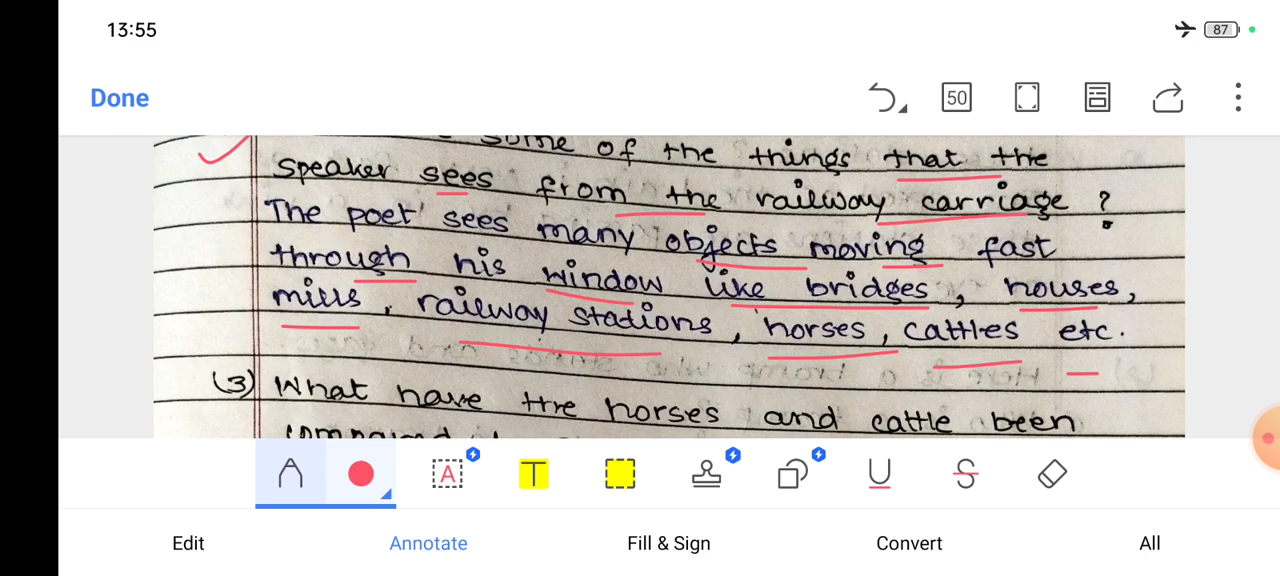 13:55
87
Done
50
some of the things that the
speaker sees from the railway carriage ?
The poet sees many objects moving fast
through his window like bridges, houses,
mills, railway stations, horses, cattles etc.
(3) What have the horses and cattle been
A
T
U
S
Edit
Annotate
Fill & Sign
Convert
All